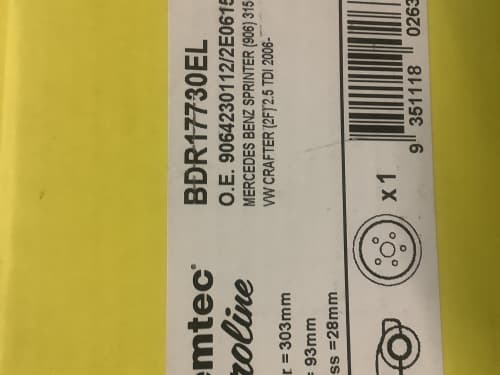 BDR17730EL
O.E. 9064230112/2E0615
MERCEDES BENZ SPRINTER (906) 315
VW CRAFTER (2F) 2.5 TDI 2006-
9 351118 0263
x 1
emtec
roline
r = 303mm
= 93mm
ss =28mm